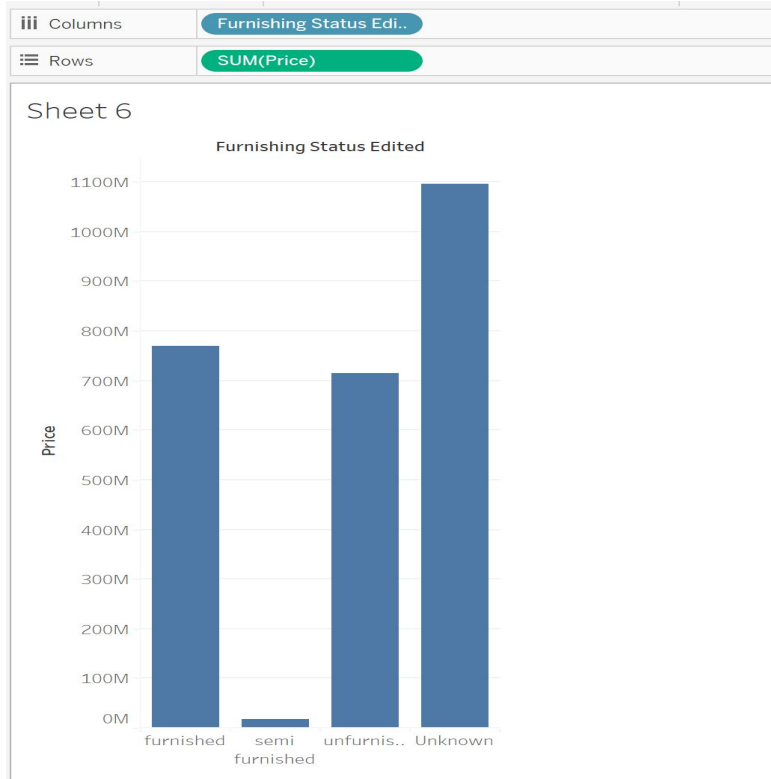 Columns
Furnishing Status Edi..
Rows
SUM(Price)
Sheet 6
Furnishing Status Edited
1100M
1000M
900M
800M
700M
600M
500M
400M
300M
200M
100M
0M
Price
furnished
semi
furnished
unfurnis..
Unknown